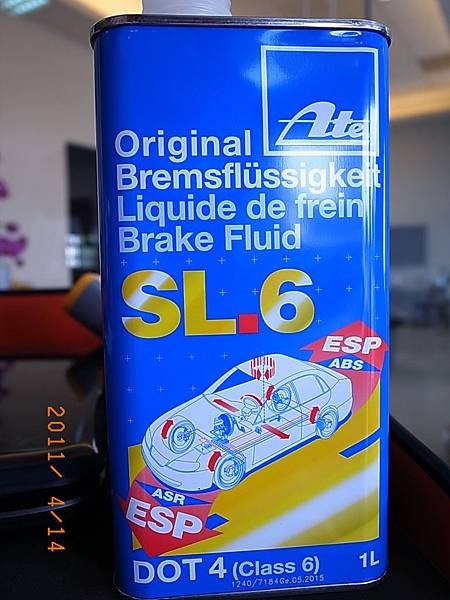 Ate
Original
Bremsflüssigkeit
Liquide de frein
Brake Fluid
SL.6
ESP
ABS
ASR
ESP
DOT 4 (Class 6) 1L
1240/7184Ge.05.2015
2011/ 4/14